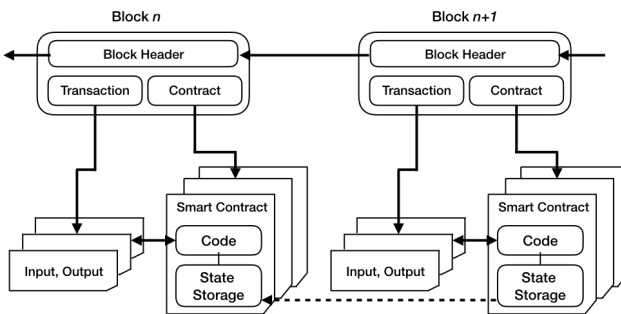 Block n
Block n+1
Block Header
Block Header
Transaction
Contract
Transaction
Contract
Smart Contract
Smart Contract
Code
Code
Input, Output
State
Storage
Input, Output
State
Storage